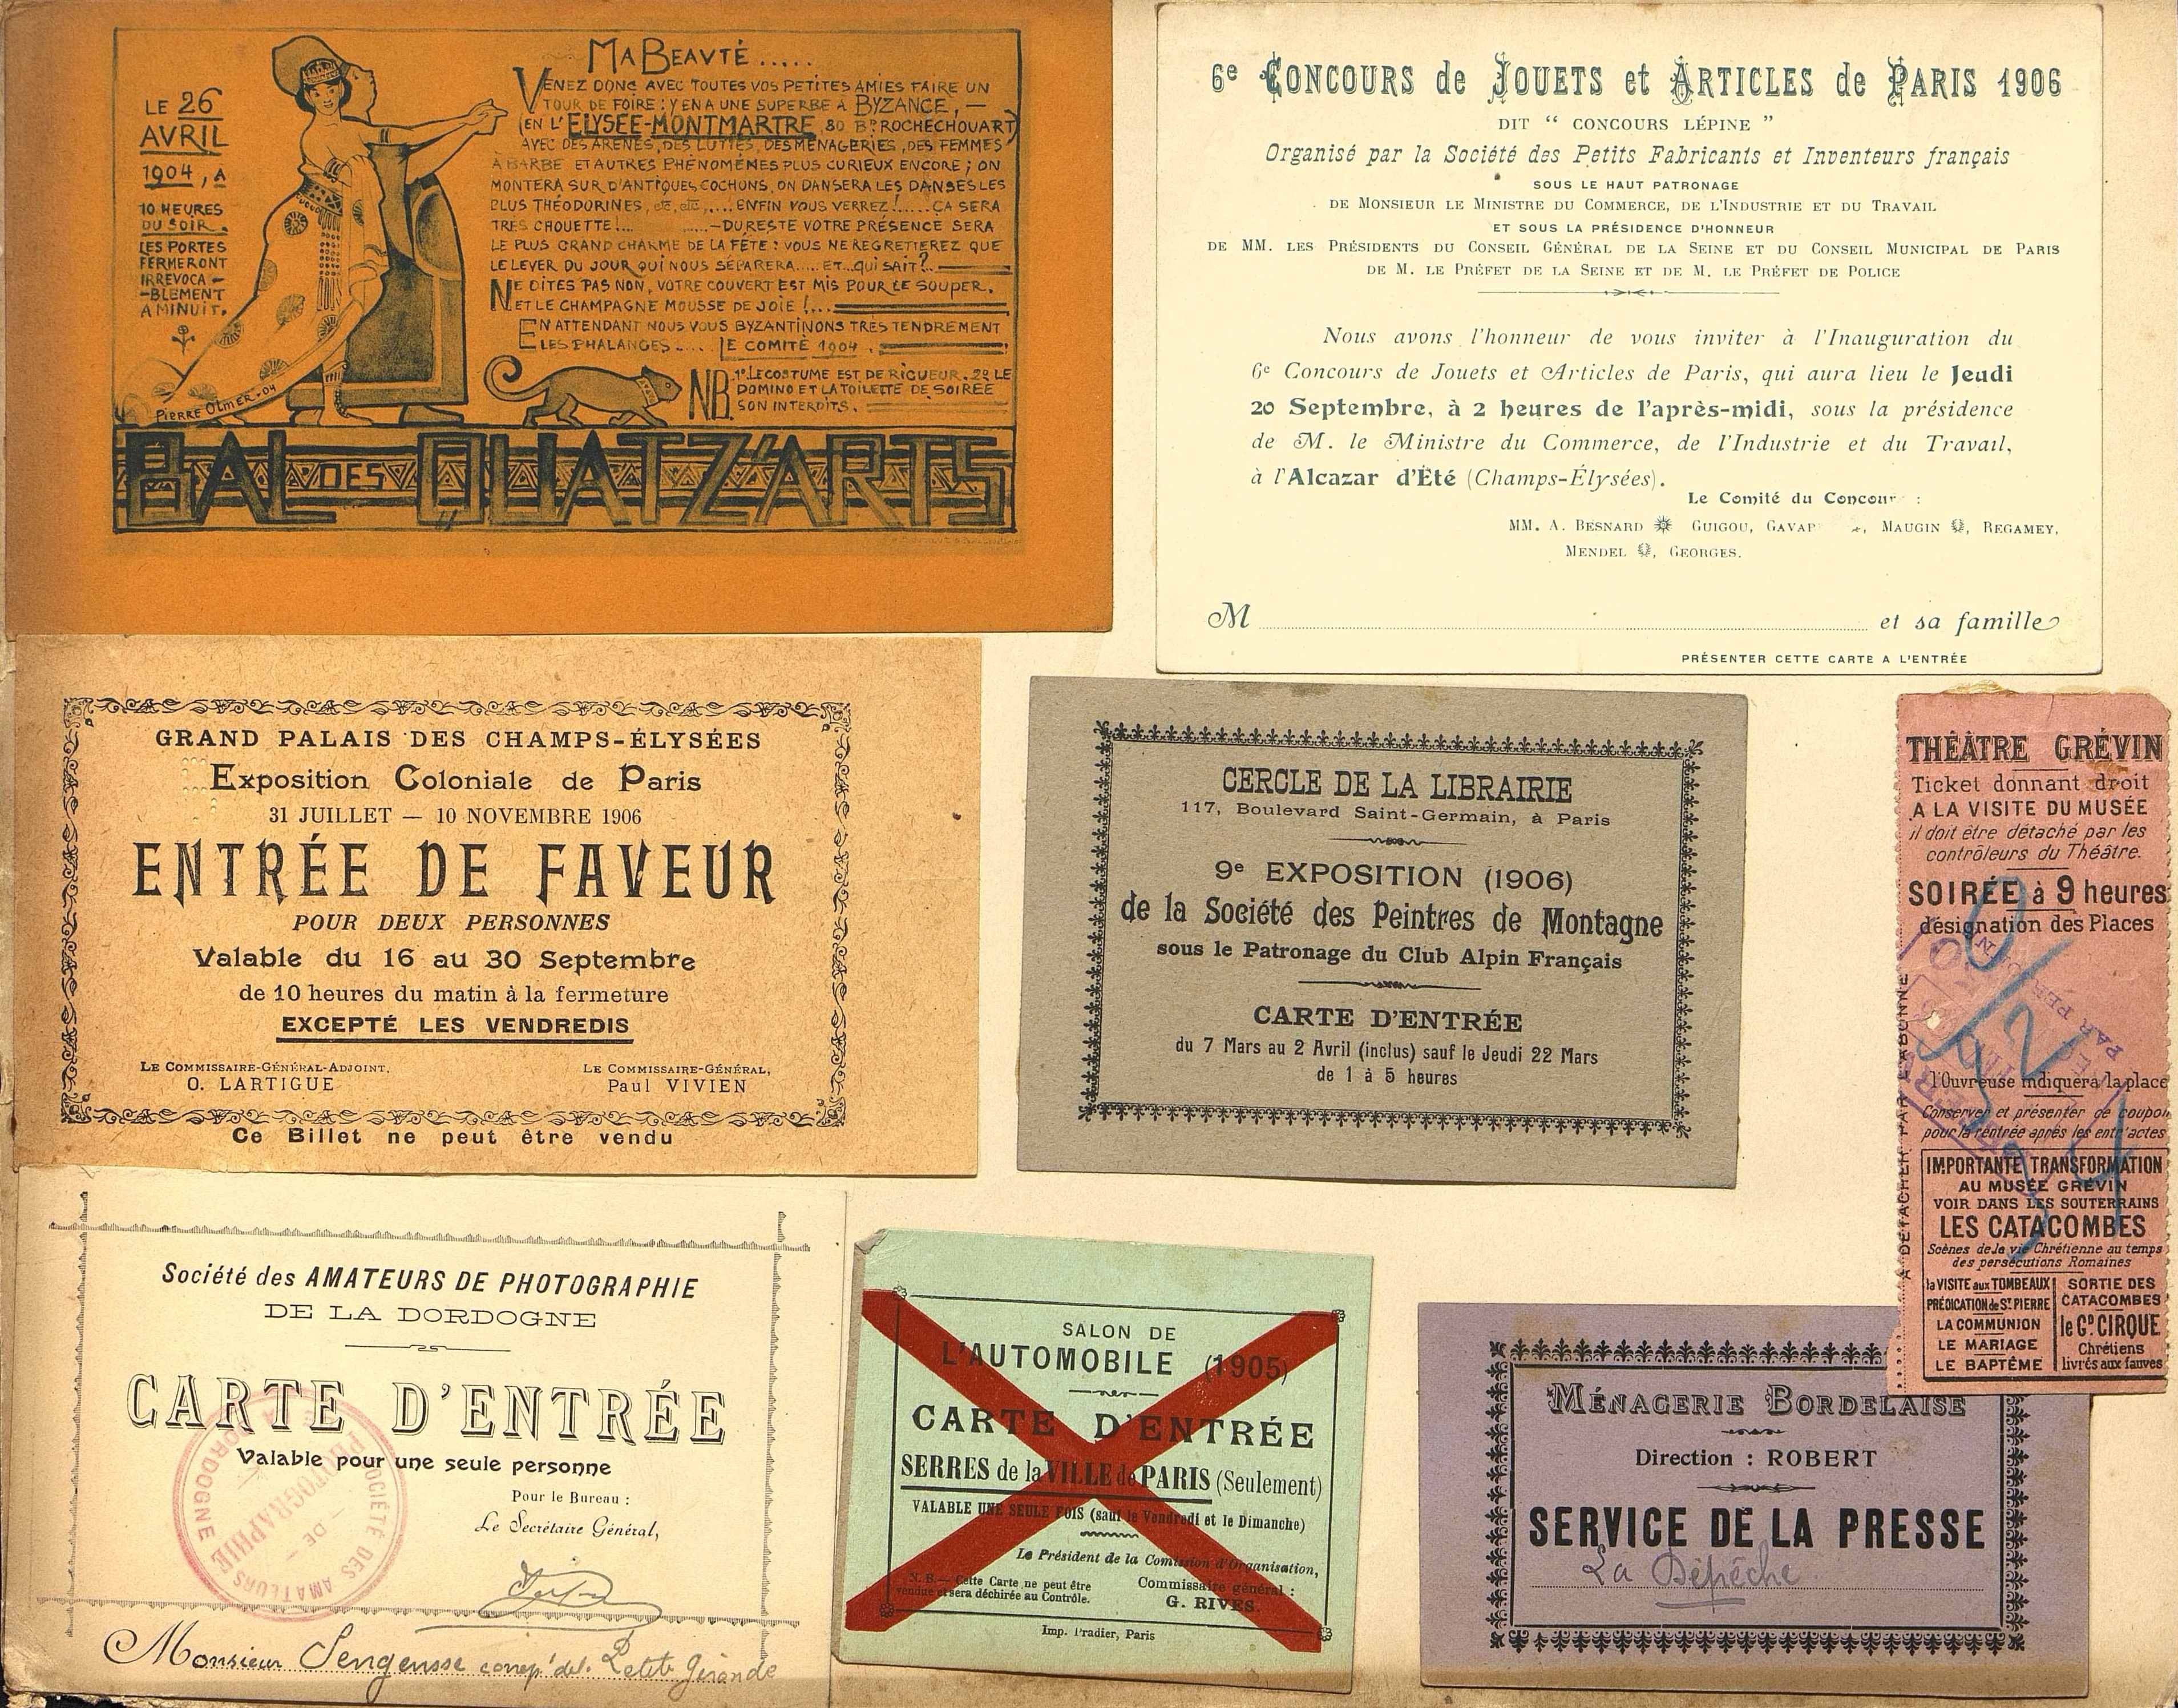 LE 26
AVRIL
1904, A
10 HEURES
DU SOIR.
LES PORTES
FERMERONT
IRREVOCA-
-BLEMENT
A MINUIT.
PIERRE OLMER-04
MA BEAVTÉ.....
VENEZ DONC AVEC TOUTES VOS PETITES AMIES FAIRE UN
TOUR DE FOIRE : Y EN A UNE SUPERBE À BYZANCE, —
(EN L'ELYSEE-MONTMARTRE, 80 BD ROCHECHOUART)
AVEC DES ARENES, DES LUTTES, DES MENAGERIES, DES FEMMES
À BARBE ET AUTRES PHÉNOMÈNES PLUS CURIEUX ENCORE ; ON
MONTERA SUR D'ANTIQUES COCHONS, ON DANSERA LES DANSES LES
PLUS THÉODORINES, etc, etc,.... ENFIN VOUS VERREZ !..... ÇA SERA
TRES CHOUETTE !... .....-DU RESTE VOTRE PRÉSENCE SERA
LE PLUS GRAND CHARME DE LA FÊTE : VOUS NE REGRETTEREZ QUE
LE LEVER DU JOUR QUI NOUS SÉPARERA..... ET...QUI SAIT?..
NE DITES PAS NON, VOTRE COUVERT EST MIS POUR LE SOUPER,
ET LE CHAMPAGNE MOUSSE DE JOIE !...
EN ATTENDANT NOUS VOUS BYZANTINONS TRES TENDREMENT
LES PHALANGES ..... LE COMITÉ 1904.
NB. 1º LE COSTUME EST DE RIGUEUR. 2º LE
DOMINO ET LA TOILETTE DE SOIRÉE
SON INTERDITS.
BAL DES QUATZ'ARTS
6e CONCOURS de JOUETS et ARTICLES de PARIS 1906
DIT “ CONCOURS LÉPINE ”
Organisé par la Société des Petits Fabricants et Inventeurs français
SOUS LE HAUT PATRONAGE
DE MONSIEUR LE MINISTRE DU COMMERCE, DE L'INDUSTRIE ET DU TRAVAIL
ET SOUS LA PRÉSIDENCE D'HONNEUR
DE MM. LES PRÉSIDENTS DU CONSEIL GÉNÉRAL DE LA SEINE ET DU CONSEIL MUNICIPAL DE PARIS
DE M. LE PRÉFET DE LA SEINE ET DE M. LE PRÉFET DE POLICE
Nous avons l'honneur de vous inviter à l'Inauguration du
6e Concours de Jouets et Articles de Paris, qui aura lieu le Jeudi
20 Septembre, à 2 heures de l'après-midi, sous la présidence
de M. le Ministre du Commerce, de l'Industrie et du Travail,
à l'Alcazar d'Été (Champs-Élysées).
Le Comité du Concour :
MM. A. BESNARD GUIGOU, GAVAR , MAUGIN , REGAMEY,
MENDEL , GEORGES.
M et sa famille
PRÉSENTER CETTE CARTE A L'ENTRÉE
GRAND PALAIS DES CHAMPS-ÉLYSÉES
Exposition Coloniale de Paris
31 JUILLET — 10 NOVEMBRE 1906
ENTRÉE DE FAVEUR
POUR DEUX PERSONNES
Valable du 16 au 30 Septembre
de 10 heures du matin à la fermeture
EXCEPTÉ LES VENDREDIS
LE COMMISSAIRE-GÉNÉRAL-ADJOINT,
O. LARTIGUE
LE COMMISSAIRE-GÉNÉRAL,
Paul VIVIEN
Ce Billet ne peut être vendu
CERCLE DE LA LIBRAIRIE
117, Boulevard Saint-Germain, à Paris
9e EXPOSITION (1906)
de la Société des Peintres de Montagne
sous le Patronage du Club Alpin Français
CARTE D'ENTRÉE
du 7 Mars au 2 Avril (inclus) sauf le Jeudi 22 Mars
de 1 à 5 heures
THÉÂTRE GRÉVIN
Ticket donnant droit
A LA VISITE DU MUSÉE
il doit être détaché par les
contrôleurs du Théâtre.
SOIRÉE à 9 heures
désignation des Places
PAR PER
l'Ouvreuse indiquera la place
Conserver et présenter ce coupon
pour la rentrée après les entr'actes
A DÉTACHER PAR L'ABONNÉ
IMPORTANTE TRANSFORMATION
AU MUSÉE GRÉVIN
VOIR DANS LES SOUTERRAINS
LES CATACOMBES
Scènes de la vie Chrétienne au temps
des persécutions Romaines
la VISITE aux TOMBEAUX
PRÉDICATION de St PIERRE
LA COMMUNION
LE MARIAGE
LE BAPTÊME
SORTIE DES
CATACOMBES
le Gd CIRQUE
Chrétiens
livrés aux fauves
Société des AMATEURS DE PHOTOGRAPHIE
DE LA DORDOGNE
CARTE D'ENTRÉE
Valable pour une seule personne
Pour le Bureau :
Le Secrétaire Général,
SOCIÉTÉ DES AMATEURS
— DE —
PHOTOGRAPHIE
DORDOGNE
Monsieur Sengensse corresp' del. Petite Gironde
SALON DE
L'AUTOMOBILE (1905)
CARTE D'ENTRÉE
SERRES de la VILLE de PARIS (Seulement)
VALABLE UNE SEULE FOIS (sauf le Vendredi et le Dimanche)
Le Président de la Comission d'Organisation,
N. B. — Cette Carte ne peut être
vendue et sera déchirée au Contrôle.
Commissaire général :
G. RIVES.
Imp. Pradier, Paris
MÉNAGERIE BORDELAISE
Direction : ROBERT
SERVICE DE LA PRESSE
La Dépêche